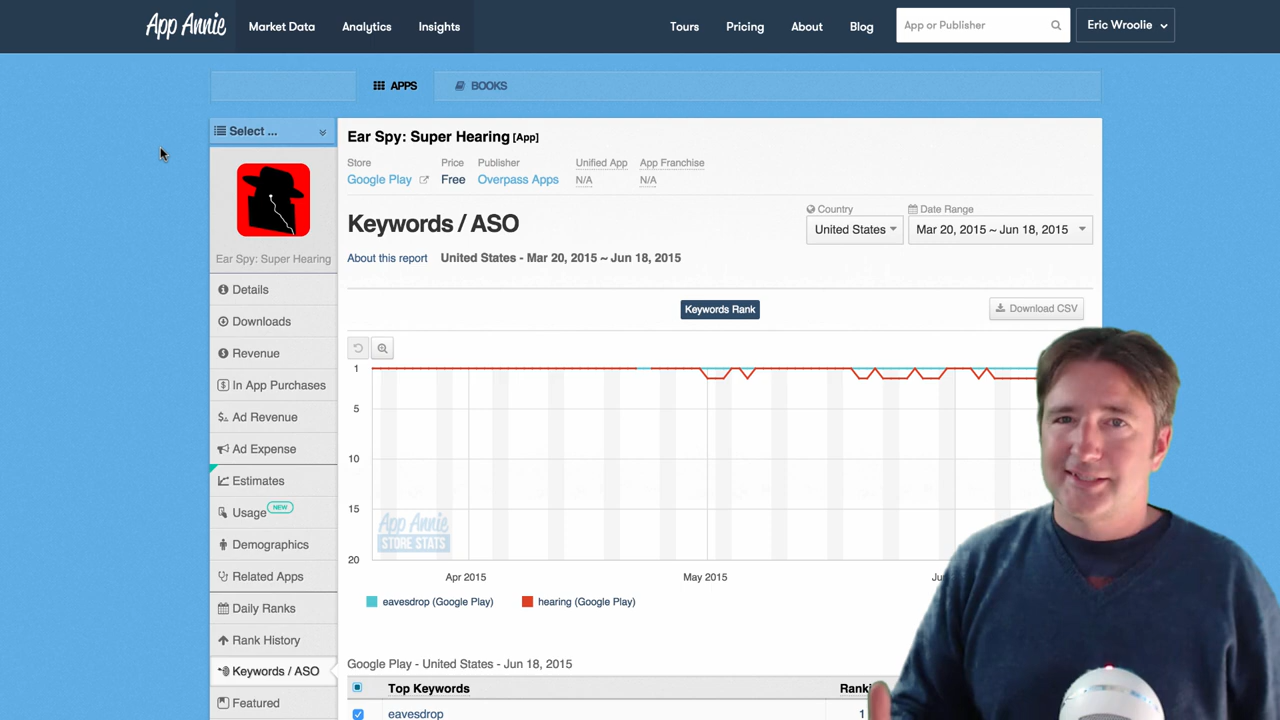 App Annie
Market Data
Analytics
Insights
Tours
Pricing
About
Blog
App or Publisher
Eric Wroolie
APPS
BOOKS
Select ...
Ear Spy: Super Hearing
Details
Downloads
Revenue
In App Purchases
Ad Revenue
Ad Expense
Estimates
Usage NEW
Demographics
Related Apps
Daily Ranks
Rank History
Keywords / ASO
Featured
Ear Spy: Super Hearing [App]
Store
Price
Publisher
Unified App
App Franchise
Google Play
Free
Overpass Apps
N/A
N/A
Keywords / ASO
Country
Date Range
United States
Mar 20, 2015 ~ Jun 18, 2015
About this report
United States - Mar 20, 2015 ~ Jun 18, 2015
Keywords Rank
Download CSV
1
5
10
15
20
App Annie
STORE STATS
Apr 2015
May 2015
eavesdrop (Google Play)
hearing (Google Play)
Google Play - United States - Jun 18, 2015
Top Keywords
eavesdrop
1